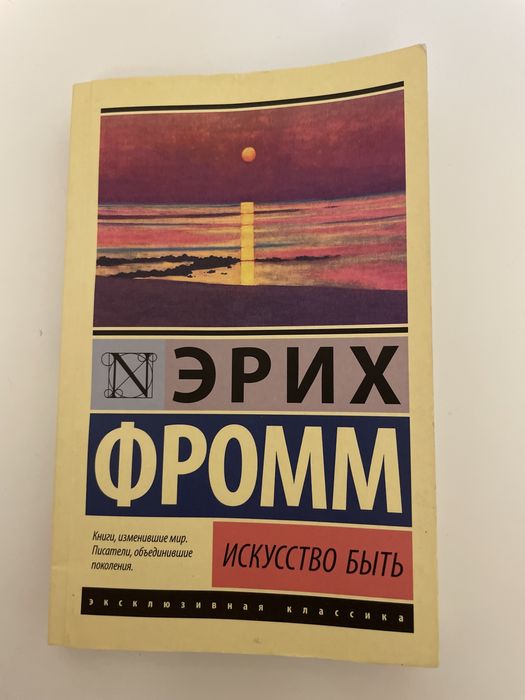 N
ЭРИХ
ФРОММ
Книги, изменившие мир.
Писатели, объединившие
поколения.
ИСКУССТВО БЫТЬ
эксклюзивная классика